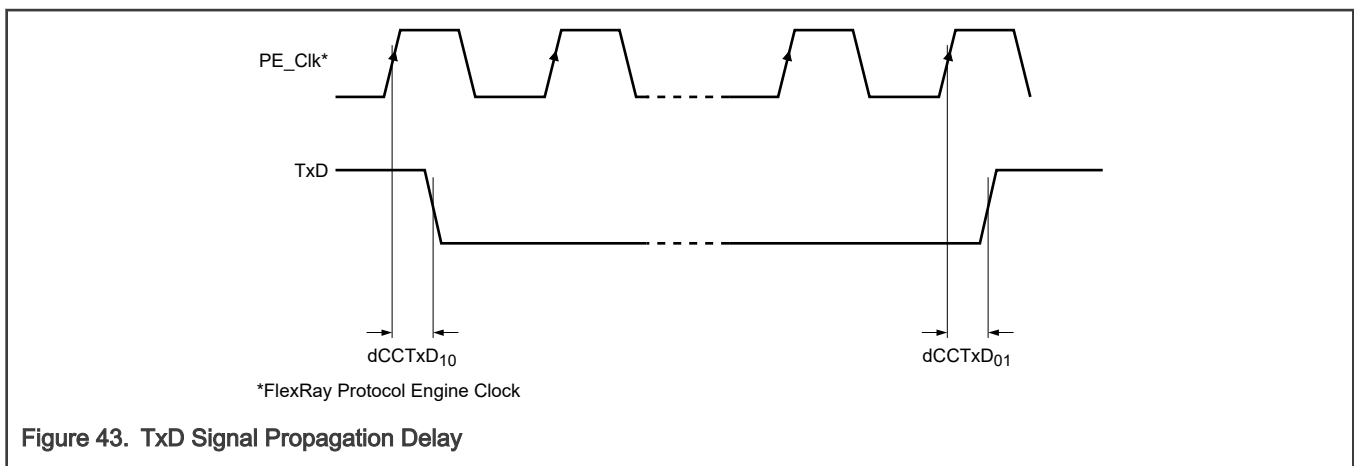 PE_Clk*
TxD
dCCTxD10
dCCTxD01
*FlexRay Protocol Engine Clock
Figure 43. TxD Signal Propagation Delay